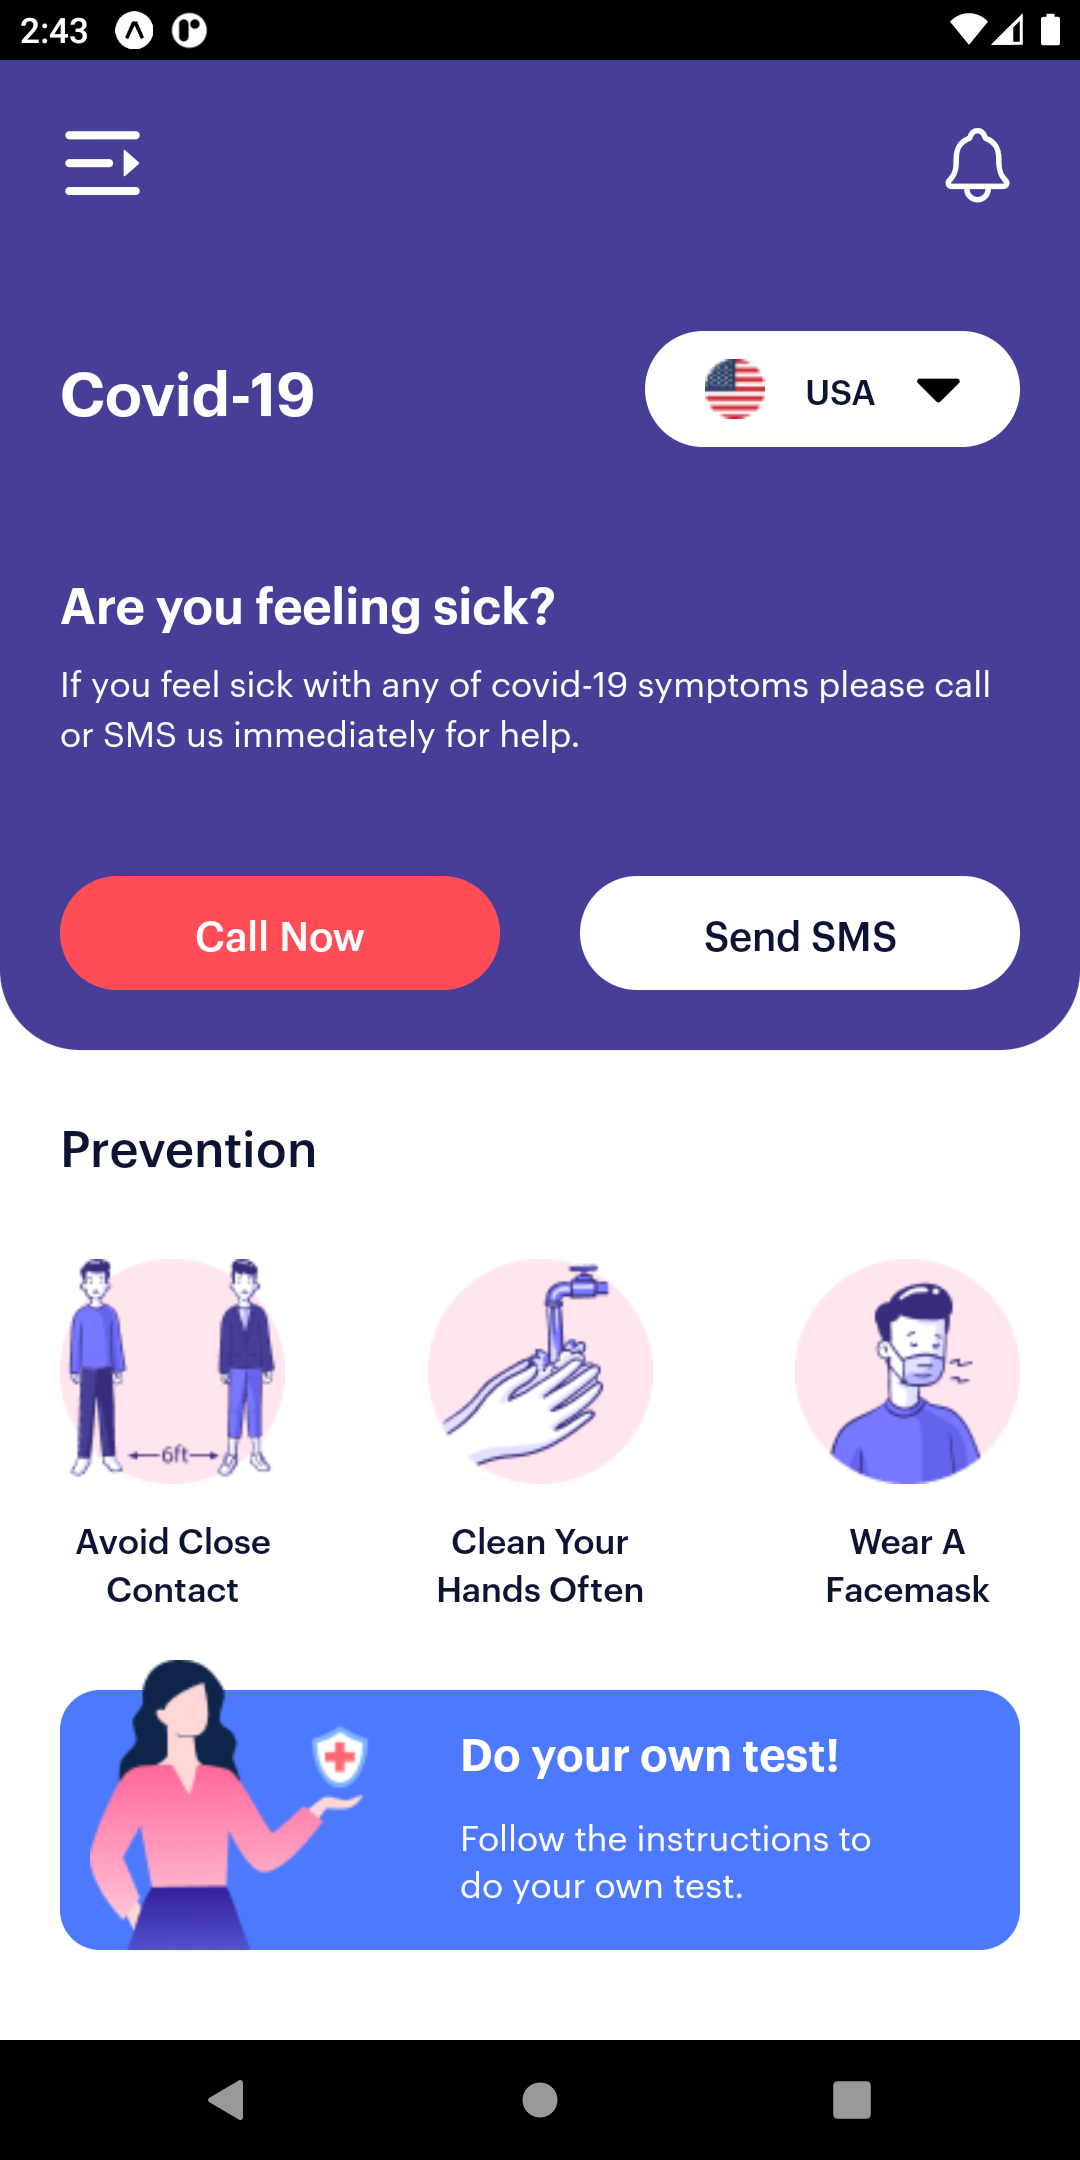 2:43
Covid-19
USA
Are you feeling sick?
If you feel sick with any of covid-19 symptoms please call
or SMS us immediately for help.
Call Now
Send SMS
Prevention
6ft
Avoid Close
Contact
Clean Your
Hands Often
Wear A
Facemask
Do your own test!
Follow the instructions to
do your own test.